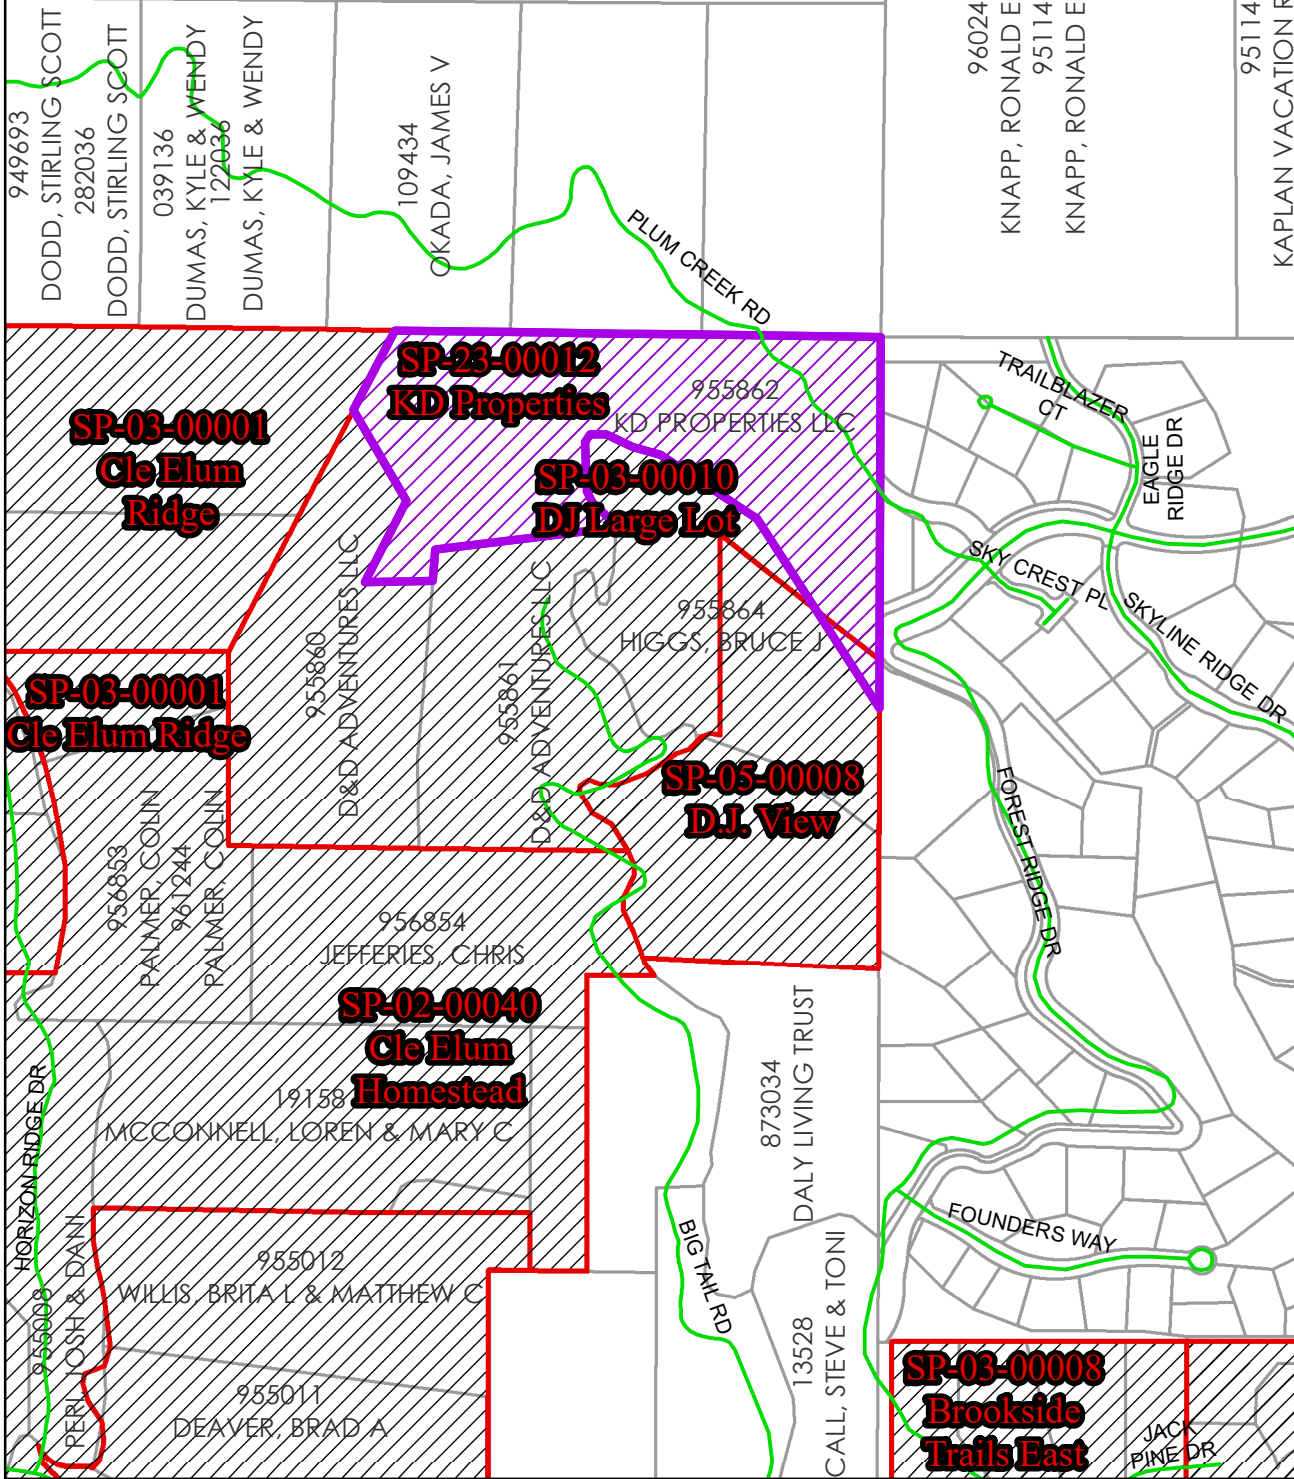 949693
DODD, STIRLING SCOTT
282036
DODD, STIRLING SCOTT
039136
DUMAS, KYLE & WENDY
122036
DUMAS, KYLE & WENDY
109434
OKADA, JAMES V
96024
KNAPP, RONALD E
95114
KNAPP, RONALD E
95114
KAPLAN VACATION R
PLUM CREEK RD
SP-23-00012
KD Properties
955862
KD PROPERTIES LLC
SP-03-00001
Cle Elum
Ridge
SP-03-00010
DJ Large Lot
TRAILBLAZER
CT
EAGLE
RIDGE DR
SKY CREST PL
SKYLINE RIDGE DR
955860
D&D ADVENTURES LLC
955861
D&D ADVENTURES LLC
955864
HIGGS, BRUCE J
SP-03-00001
Cle Elum Ridge
SP-05-00008
D.J. View
FOREST RIDGE DR
956853
PALMER, COLIN
961244
PALMER, COLIN
956854
JEFFERIES, CHRIS
SP-02-00040
Cle Elum
Homestead
19158
MCCONNELL, LOREN & MARY C
873034
DALY LIVING TRUST
HORIZON RIDGE DR
FOUNDERS WAY
BIG TAIL RD
955012
WILLIS, BRITA L & MATTHEW C
955008
PERI, JOSH & DANI
13528
CALL, STEVE & TONI
955011
DEAVER, BRAD A
SP-03-00008
Brookside
Trails East
JACK
PINE DR